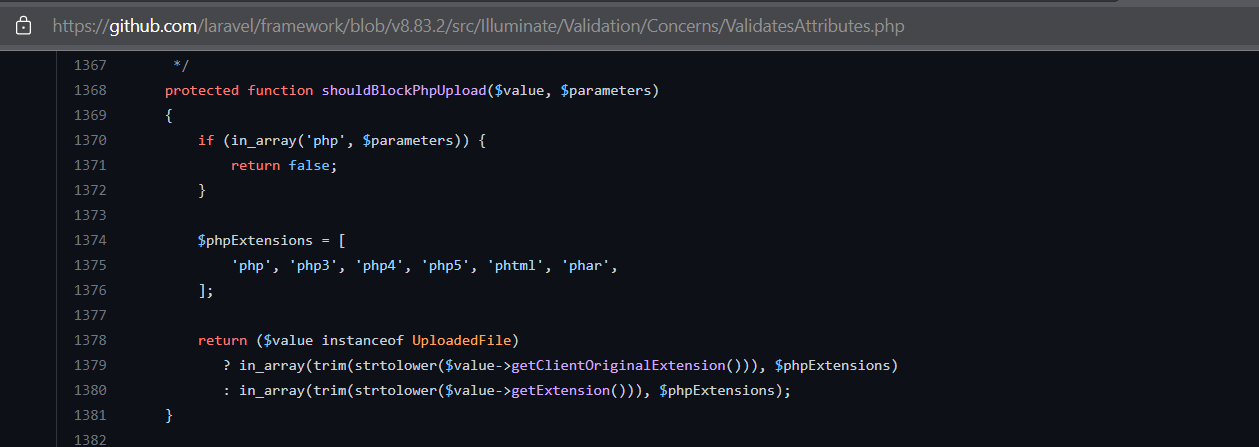 https://github.com/laravel/framework/blob/v8.83.2/src/Illuminate/Validation/Concerns/ValidatesAttributes.php
1367         */
1368        protected function shouldBlockPhpUpload($value, $parameters)
1369        {
1370            if (in_array('php', $parameters)) {
1371                return false;
1372            }
1373
1374            $phpExtensions = [
1375                'php', 'php3', 'php4', 'php5', 'phtml', 'phar',
1376            ];
1377
1378            return ($value instanceof UploadedFile)
1379               ? in_array(trim(strtolower($value->getClientOriginalExtension())), $phpExtensions)
1380               : in_array(trim(strtolower($value->getExtension())), $phpExtensions);
1381        }
1382